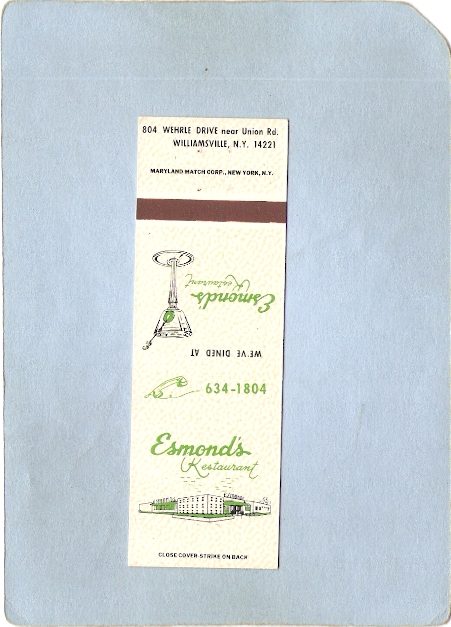 804 WEHRLE DRIVE near Union Rd.
WILLIAMSVILLE, N.Y. 14221
MARYLAND MATCH CORP., NEW YORK, N.Y.
Esmond's
Restaurant
WE'VE DINED AT
634-1804
Esmond's
Restaurant
CLOSE COVER-STRIKE ON BACK